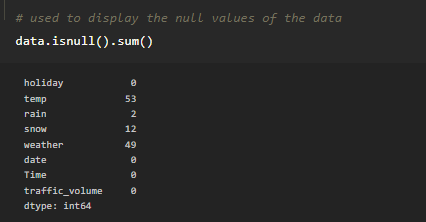 # used to display the null values of the data
data.isnull().sum()
holiday 0
temp 53
rain 2
snow 12
weather 49
date 0
Time 0
traffic_volume 0
dtype: int64